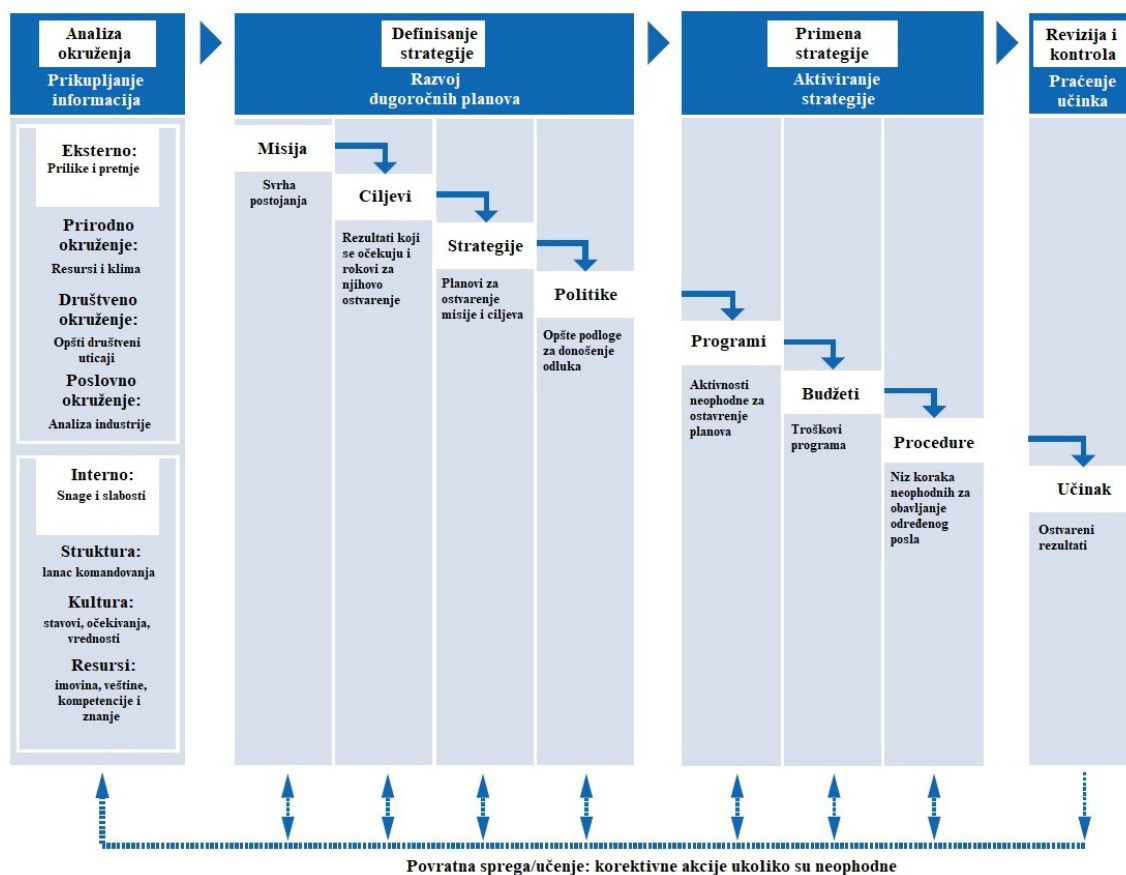 Analiza
okruženja
Prikupljanje
informacija
Eksterno:
Prilike i pretnje
Prirodno
okruženje:
Resursi i klima
Društveno
okruženje:
Opšti društveni
uticaji
Poslovno
okruženje:
Analiza industrije
Interno:
Snage i slabosti
Struktura:
lanac komandovanja
Kultura:
stavovi, očekivanja,
vrednosti
Resursi:
imovina, veštine,
kompetencije i
znanje
Definisanje
strategije
Razvoj
dugoročnih planova
Misija
Svrha
postojanja
Ciljevi
Rezultati koji
se očekuju i
rokovi za
njihovo
ostvarenje
Strategije
Planovi za
ostvarenje
misije i ciljeva
Politike
Opšte podloge
za donošenje
odluka
Primena
strategije
Aktiviranje
strategije
Programi
Aktivnosti
neophodne za
ostavrenje
planova
Budžeti
Troškovi
programa
Procedure
Niz koraka
neophodnih za
obavljanje
određenog
posla
Revizija i
kontrola
Praćenje
učinka
Učinak
Ostvareni
rezultati
Povratna sprega/učenje: korektivne akcije ukoliko su neophodne